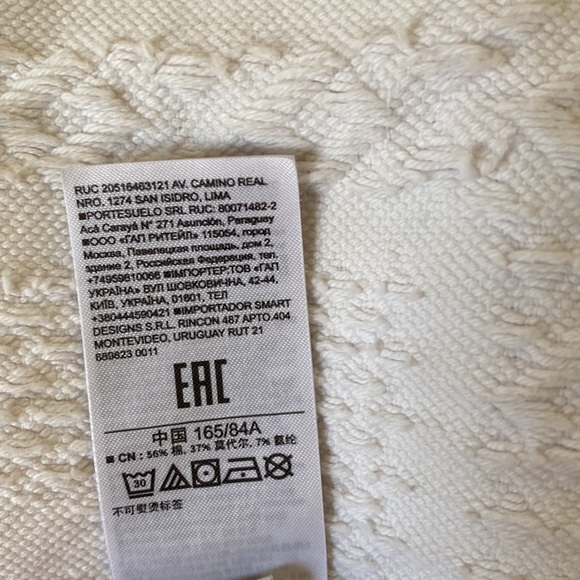 RUC 20516463121 AV. CAMINO REAL
NRO. 1274 SAN ISIDRO, LIMA
■PORTESUELO SRL RUC: 80071482-2
Acá Carayá N° 271 Asunción, Paraguay
■ООО «ГАП РИТЕЙЛ» 115054, город
Москва, Павелецкая площадь, дом 2,
здание 2, Российская Федерация,
+74959810066 ■ІМПОРТЕР:ТОВ «ГАП
УКРАЇНА» ВУЛ ШОВКОВИЧНА, 42-44,
КИЇВ, УКРАЇНА, 01601, ТЕЛ
+380444590421 ■IMPORTADOR SMART
DESIGNS S.R.L. RINCON 487 APTO.404
MONTEVIDEO, URUGUAY RUT 21
689823 0011
EAC
中国 165/84A
■ CN : 56% 棉, 37% 莫代尔, 7% 氨纶
30
不可熨烫标签